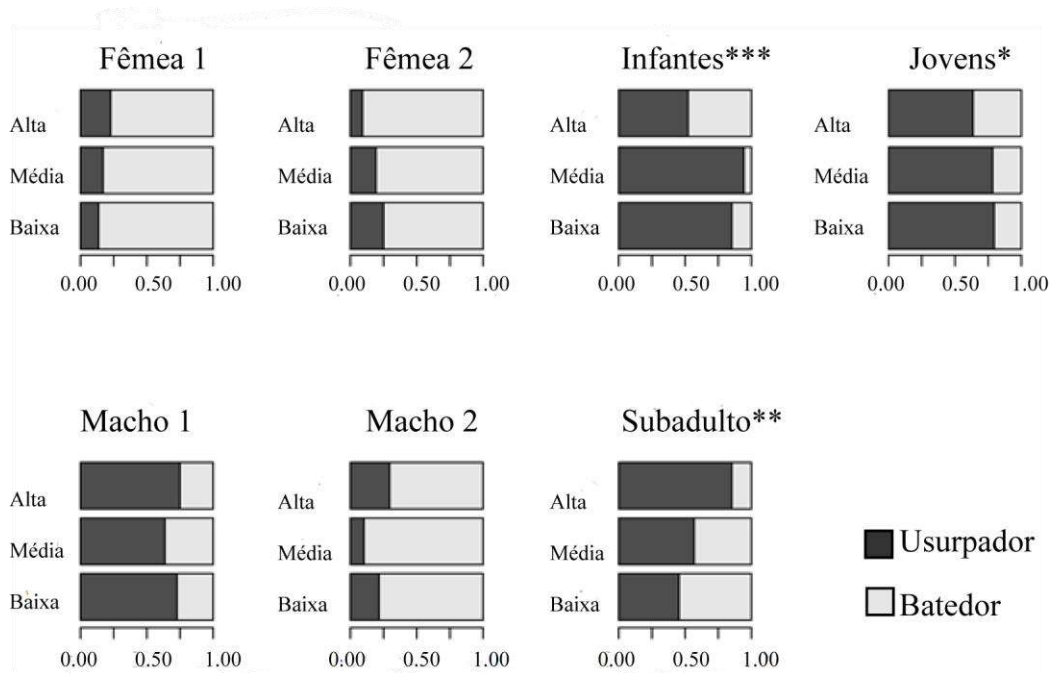 Fêmea 1
Fêmea 2
Infantes***
Jovens*
Alta
Média
Baixa
0.00 0.50 1.00
Alta
Média
Baixa
0.00 0.50 1.00
Alta
Média
Baixa
0.00 0.50 1.00
Alta
Média
Baixa
0.00 0.50 1.00
Macho 1
Macho 2
Subadulto**
Alta
Média
Baixa
0.00 0.50 1.00
Alta
Média
Baixa
0.00 0.50 1.00
Alta
Média
Baixa
0.00 0.50 1.00
Usurpador
Batedor